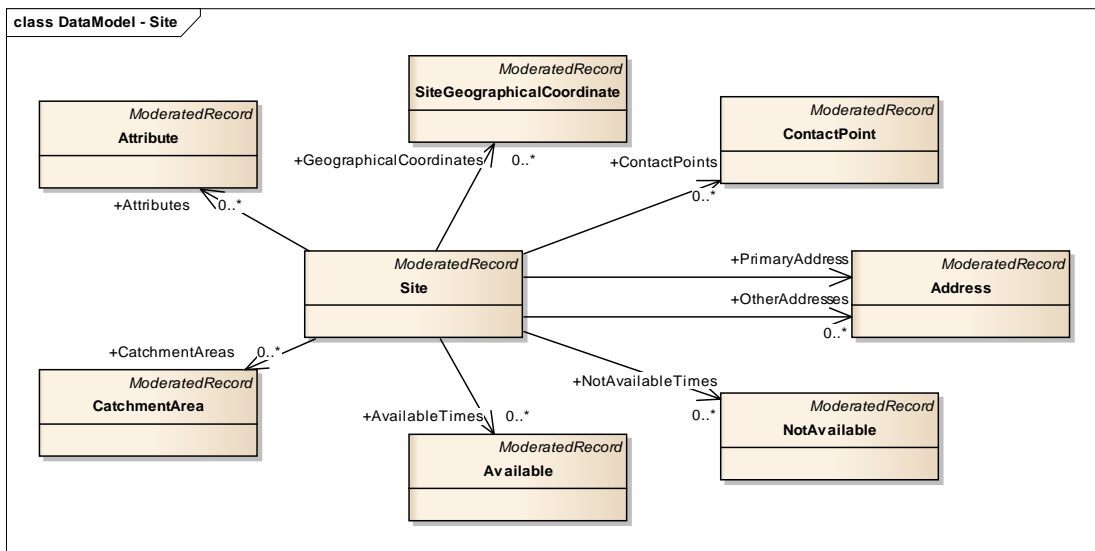 class DataModel - Site
ModeratedRecord
SiteGeographicalCoordinate
ModeratedRecord
Attribute
ModeratedRecord
ContactPoint
+GeographicalCoordinates
0..*
+ContactPoints
0..*
+Attributes
0..*
ModeratedRecord
Site
+PrimaryAddress
+OtherAddresses
0..*
ModeratedRecord
Address
+CatchmentAreas
0..*
ModeratedRecord
CatchmentArea
+AvailableTimes
0..*
ModeratedRecord
Available
+NotAvailableTimes
0..*
ModeratedRecord
NotAvailable